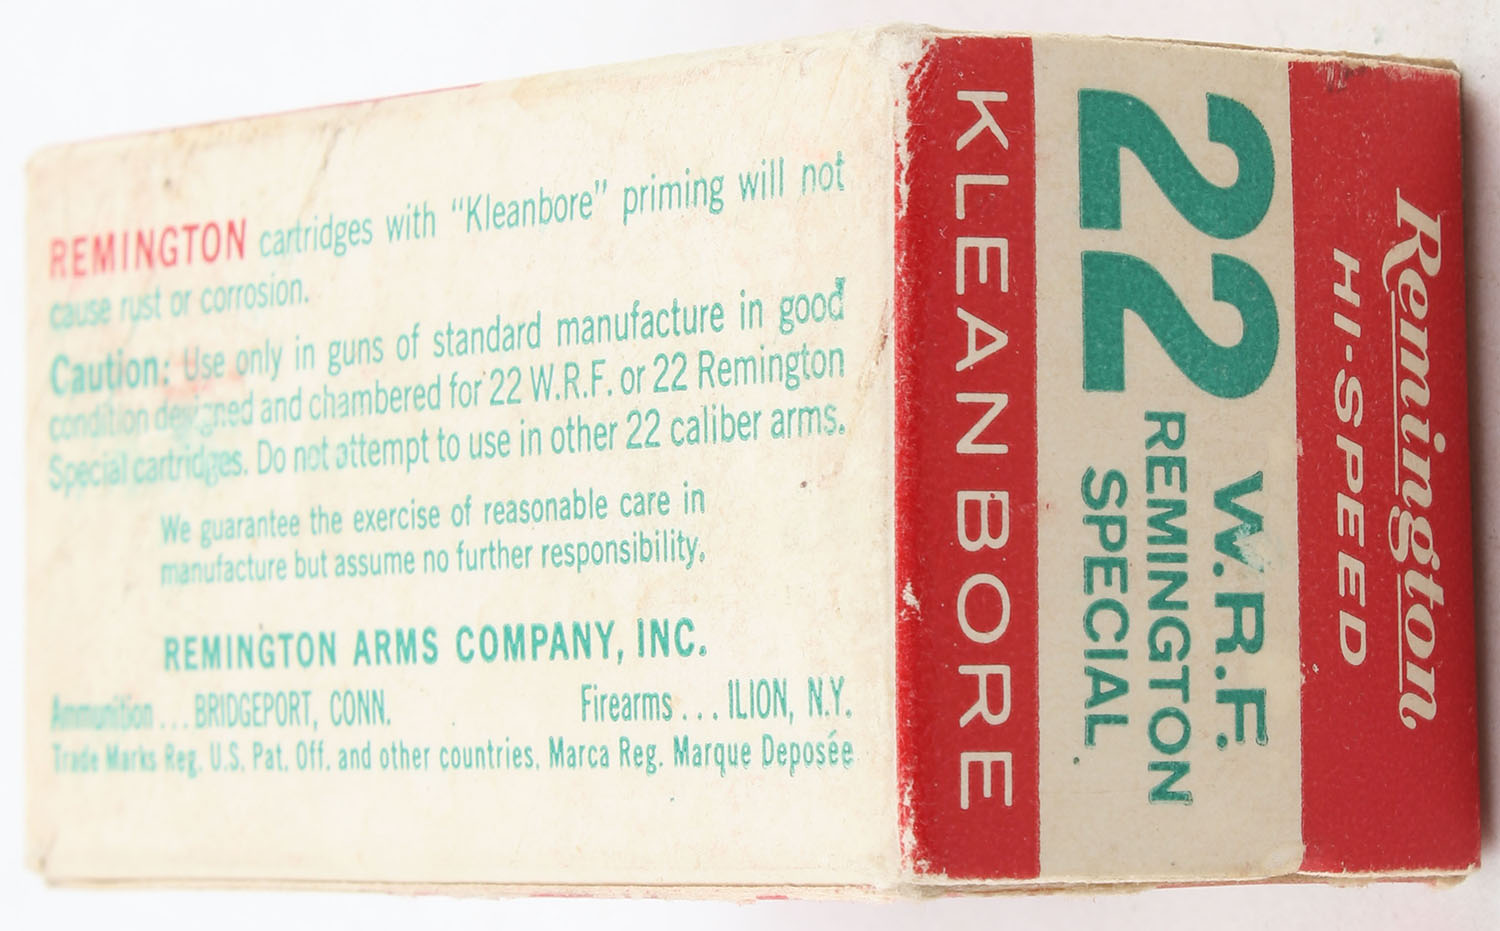 REMINGTON cartridges with "Kleanbore" priming will not
cause rust or corrosion.
Caution: Use only in guns of standard manufacture in good
condition designed and chambered for 22 W.R.F. or 22 Remington
Special cartridges. Do not attempt to use in other 22 caliber arms.
We guarantee the exercise of reasonable care in
manufacture but assume no further responsibility.
REMINGTON ARMS COMPANY, INC.
Ammunition ... BRIDGEPORT, CONN. Firearms ... ILION, N.Y.
Trade Marks Reg. U.S. Pat. Off. and other countries. Marca Reg. Marque Deposée
Remington
HI-SPEED
22 W.R.F.
REMINGTON
SPECIAL
KLEANBORE